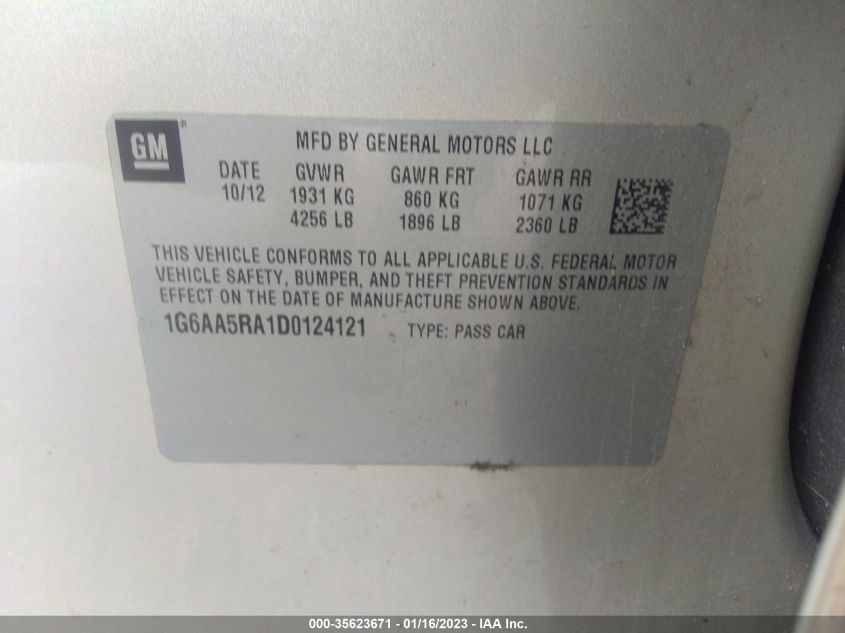 GM®
MFD BY GENERAL MOTORS LLC
DATE GVWR GAWR FRT GAWR RR
10/12 1931 KG 860 KG 1071 KG
4256 LB 1896 LB 2360 LB
THIS VEHICLE CONFORMS TO ALL APPLICABLE U.S. FEDERAL MOTOR
VEHICLE SAFETY, BUMPER, AND THEFT PREVENTION STANDARDS IN
EFFECT ON THE DATE OF MANUFACTURE SHOWN ABOVE.
1G6AA5RA1D0124121 TYPE: PASS CAR
000-35623671 - 01/16/2023 - IAA Inc.